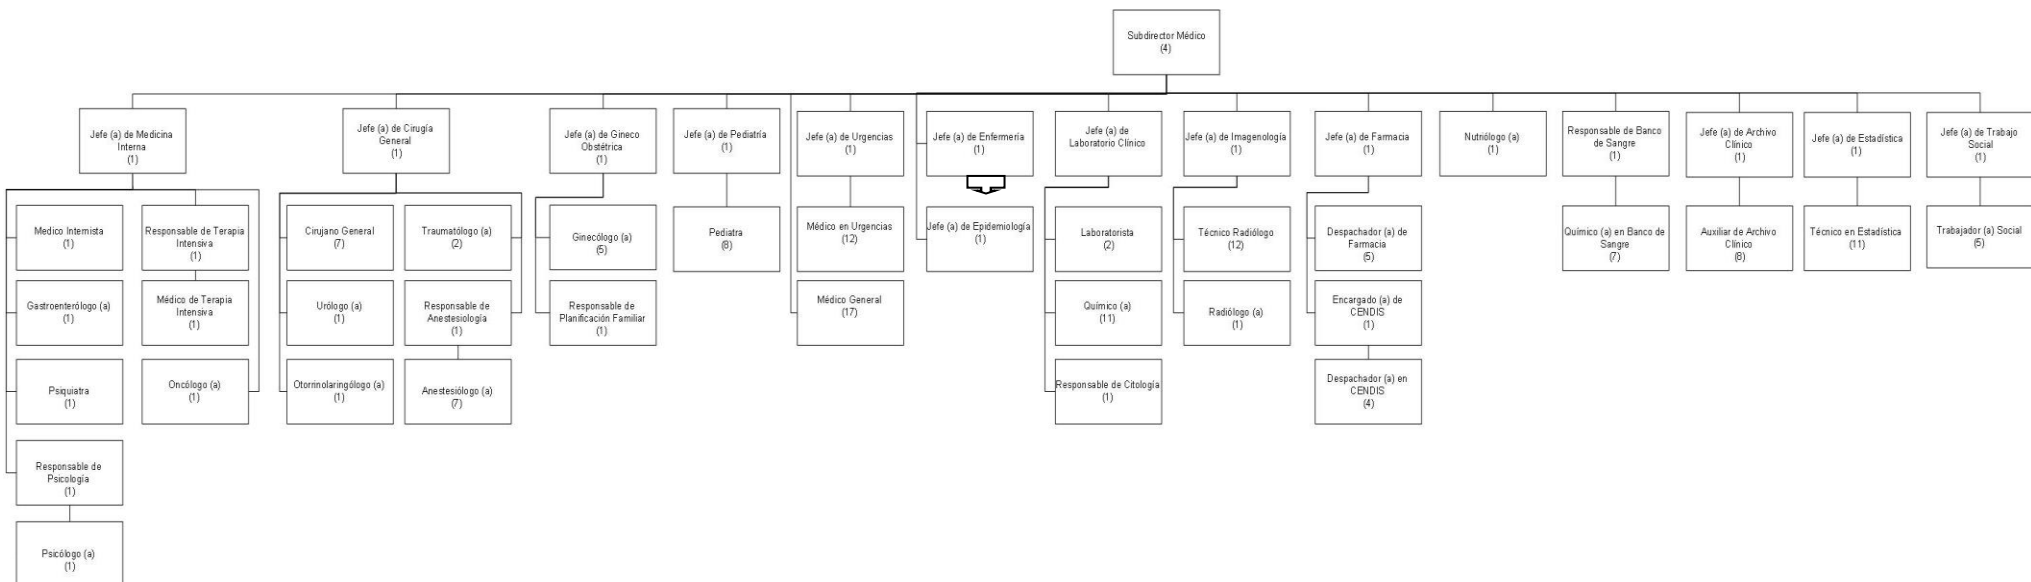 Subdirector Médico
(4)
Jefe (a) de Medicina
Interna
(1)
Jefe (a) de Cirugía
General
(1)
Jefe (a) de Gineco
Obstétrica
(1)
Jefe (a) de Pediatría
(1)
Jefe (a) de Urgencias
(1)
Jefe (a) de Enfermería
(1)
Jefe (a) de
Laboratorio Clínico
Jefe (a) de Imagenología
(1)
Jefe (a) de Farmacia
(1)
Nutriólogo (a)
(1)
Responsable de Banco
de Sangre
(1)
Jefe (a) de Archivo
Clínico
(1)
Jefe (a) de Estadística
(1)
Jefe (a) de Trabajo
Social
(1)
Medico Internista
(1)
Responsable de Terapia
Intensiva
(1)
Cirujano General
(7)
Traumatólogo (a)
(2)
Ginecólogo (a)
(5)
Pediatra
(8)
Médico en Urgencias
(12)
Jefe (a) de Epidemiología
(1)
Laboratorista
(2)
Técnico Radiólogo
(12)
Despachador (a) de
Farmacia
(5)
Químico (a) en Banco de
Sangre
(7)
Auxiliar de Archivo
Clínico
(8)
Técnico en Estadística
(11)
Trabajador (a) Social
(5)
Gastroenterólogo (a)
(1)
Médico de Terapia
Intensiva
(1)
Urólogo (a)
(1)
Responsable de
Anestesiología
(1)
Responsable de
Planificación Familiar
(1)
Médico General
(17)
Químico (a)
(11)
Radiólogo (a)
(1)
Encargado (a) de
CENDIS
(1)
Psiquiatra
(1)
Oncólogo (a)
(1)
Otorrinolaringólogo (a)
(1)
Anestesiólogo (a)
(7)
Responsable de Citología
(1)
Despachador (a) en
CENDIS
(4)
Responsable de
Psicología
(1)
Psicólogo (a)
(1)